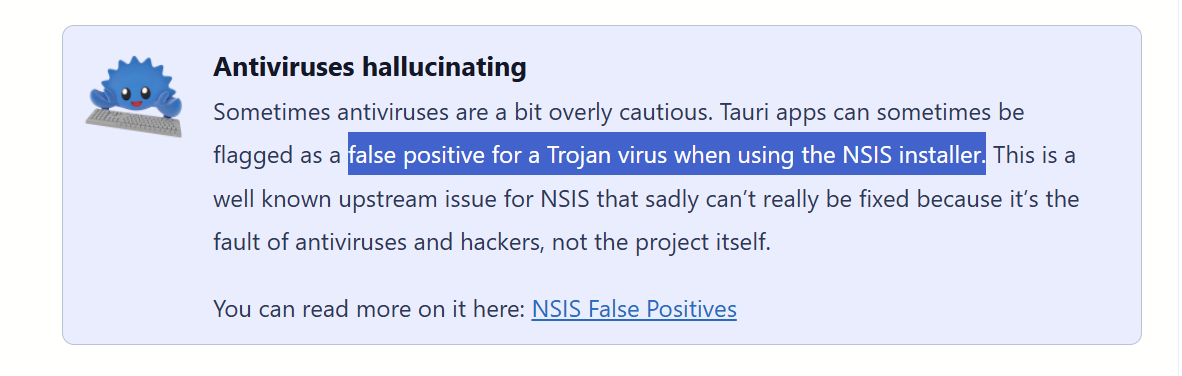 Antiviruses hallucinating
Sometimes antiviruses are a bit overly cautious. Tauri apps can sometimes be
flagged as a false positive for a Trojan virus when using the NSIS installer. This is a
well known upstream issue for NSIS that sadly can’t really be fixed because it’s the
fault of antiviruses and hackers, not the project itself.
You can read more on it here: NSIS False Positives